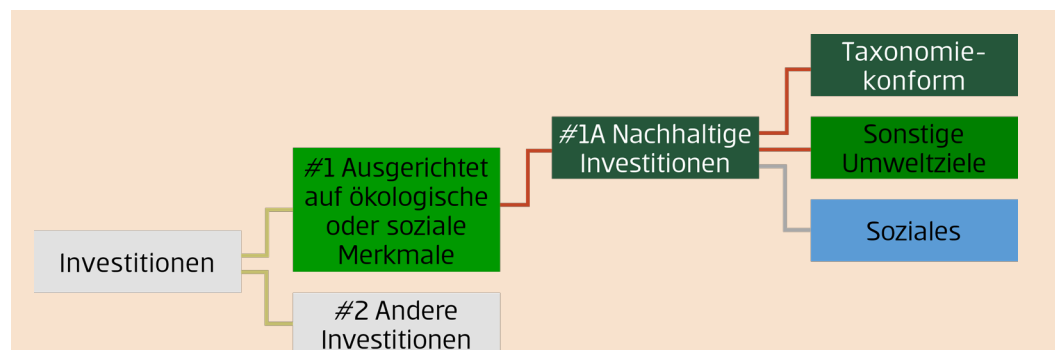 Taxonomie-
konform
#1A Nachhaltige
Investitionen
Sonstige
Umweltziele
#1 Ausgerichtet
auf ökologische
oder soziale
Merkmale
Soziales
Investitionen
#2 Andere
Investitionen